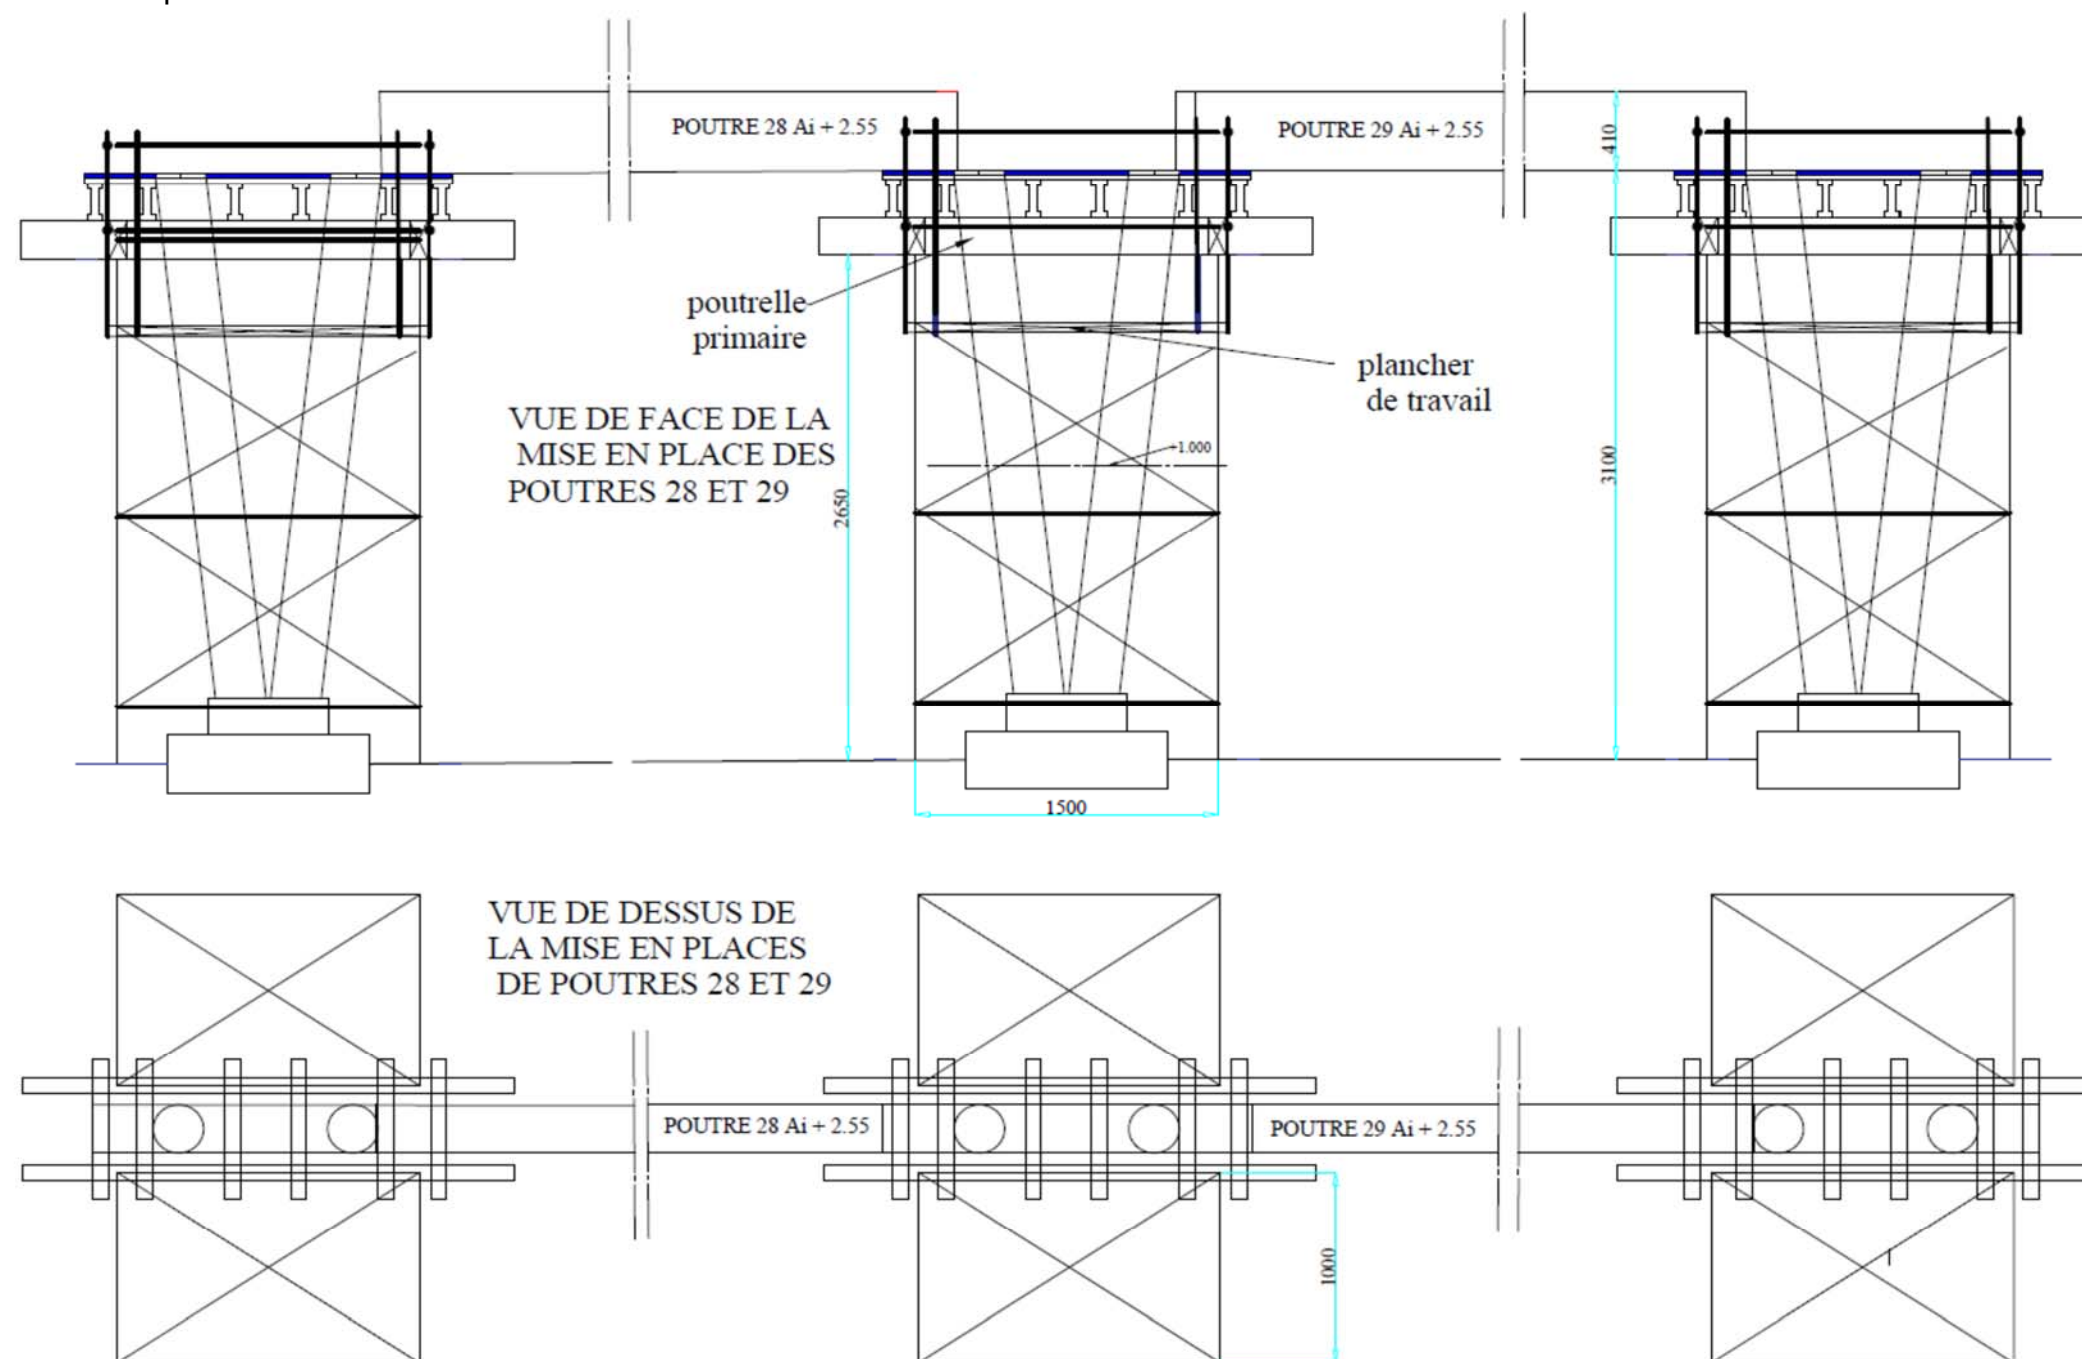 POUTRE 28 Ai + 2.55
POUTRE 29 Ai + 2.55
410
poutrelle
primaire
plancher
de travail
VUE DE FACE DE LA
MISE EN PLACE DES
POUTRES 28 ET 29
+1.000
2650
3100
1500
VUE DE DESSUS DE
LA MISE EN PLACES
DE POUTRES 28 ET 29
POUTRE 28 Ai + 2.55
POUTRE 29 Ai + 2.55
1000